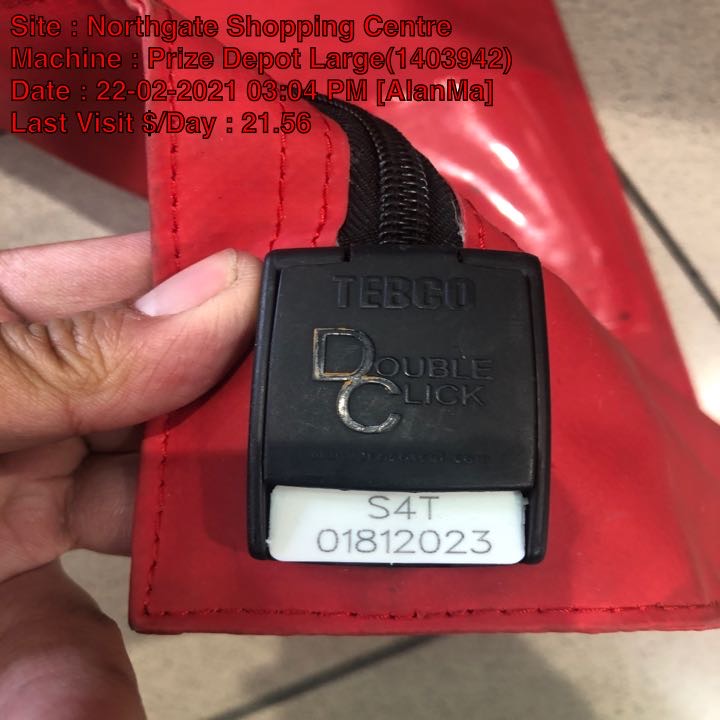 Site : Northgate Shopping Centre
Machine : Prize Depot Large(1403942)
Date : 22-02-2021 03:04 PM [AlanMa]
Last Visit $/Day : 21.56
TEBCO
DOUBLE
CLICK
S4T
01812023